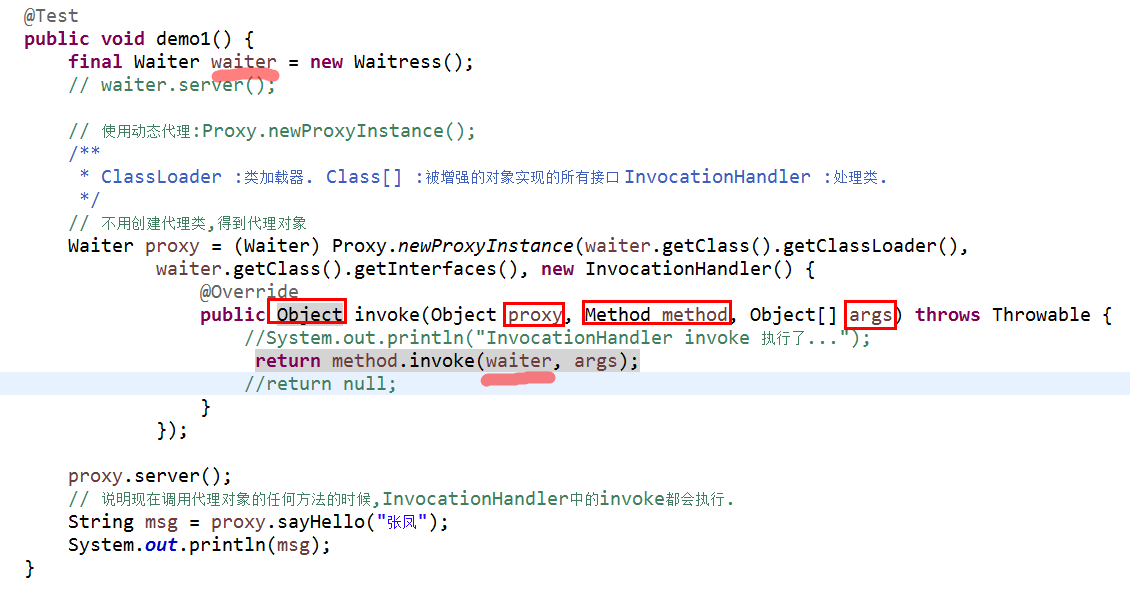 @Test
public void demo1() {
final Waiter waiter = new Waitress();
// waiter.server();
// 使用动态代理:Proxy.newProxyInstance();
/**
* ClassLoader :类加载器. Class[] :被增强的对象实现的所有接口 InvocationHandler :处理类.
*/
// 不用创建代理类,得到代理对象
Waiter proxy = (Waiter) Proxy.newProxyInstance(waiter.getClass().getClassLoader(),
waiter.getClass().getInterfaces(), new InvocationHandler() {
@Override
public Object invoke(Object proxy, Method method, Object[] args) throws Throwable {
//System.out.println("InvocationHandler invoke 执行了...");
return method.invoke(waiter, args);
//return null;
}
});
proxy.server();
// 说明现在调用代理对象的任何方法的时候,InvocationHandler中的invoke都会执行.
String msg = proxy.sayHello("张凤");
System.out.println(msg);
}